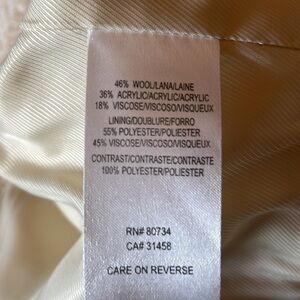 46% WOOL/LANA/LAINE
36% ACRYLIC/ACRYLIC/ACRYLIC
18% VISCOSE/VISCOSO/VISQUEUX
LINING/DOUBLURE/FORRO
55% POLYESTER/POLIESTER
45% VISCOSE/VISCOSO/VISQUEUX
CONTRAST/CONTRASTE/CONTRASTE
100% POLYESTER/POLIESTER
RN# 80734
CA# 31458
CARE ON REVERSE